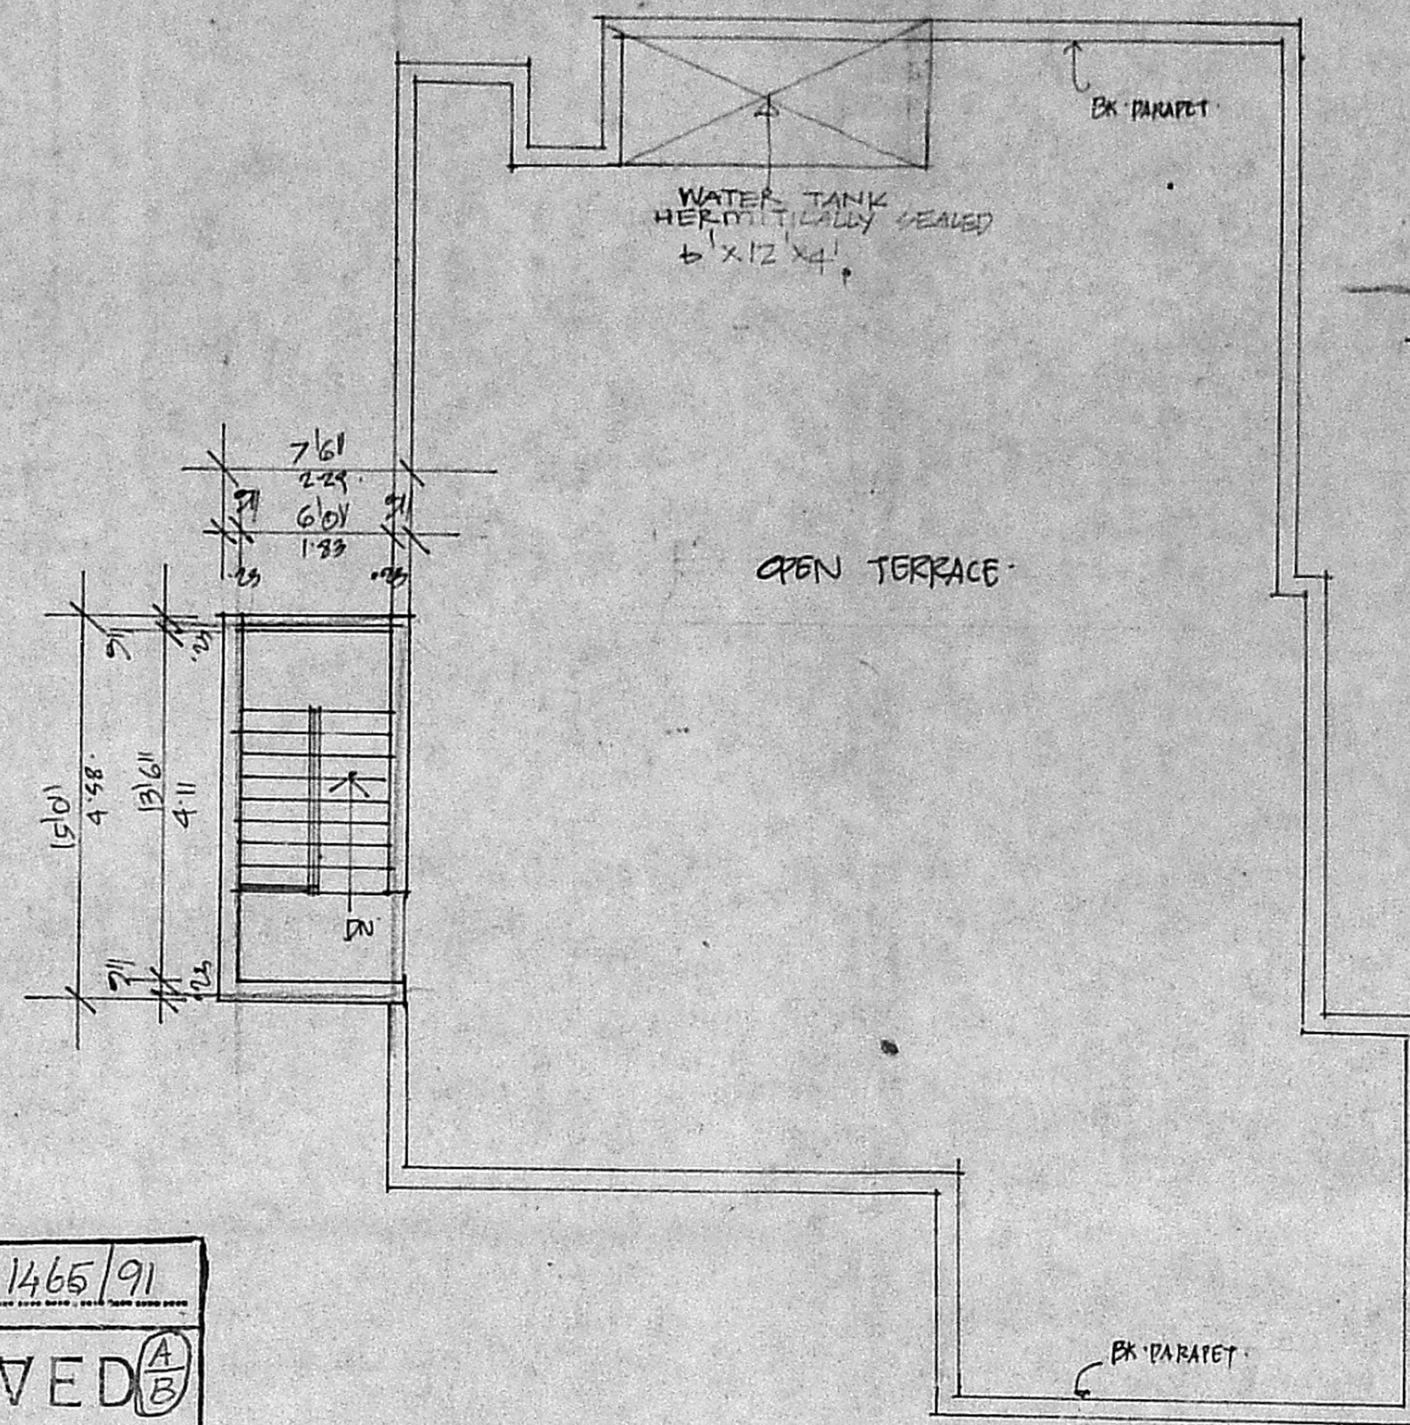 BK. PARAPET.
WATER TANK
HERMITICALLY SEALED
6'x12'x4'.
7'6"
2.29.
9"
6'0"
9"
1.83
.23
.23
OPEN TERRACE.
9"
.23
15'0"
4.58.
13'6"
4.11
DN.
9"
.23
1465/91
VED A/B
BK. PARAPET.